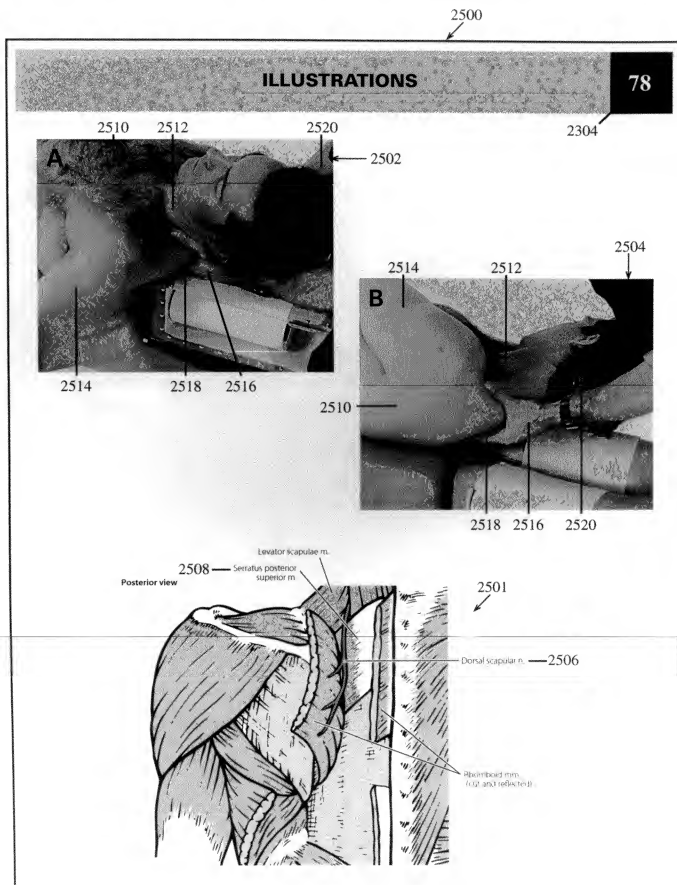 2500
ILLUSTRATIONS
78
2304
2510 2512 2520
A
2502
2514 2518 2516
2504
2514 2512
B
2510
2518 2516 2520
Levator scapulae m.
2508 Serratus posterior
superior m
Posterior view
2501
Dorsal scapular n. 2506
Rhomboid mm.
(cut and reflected)